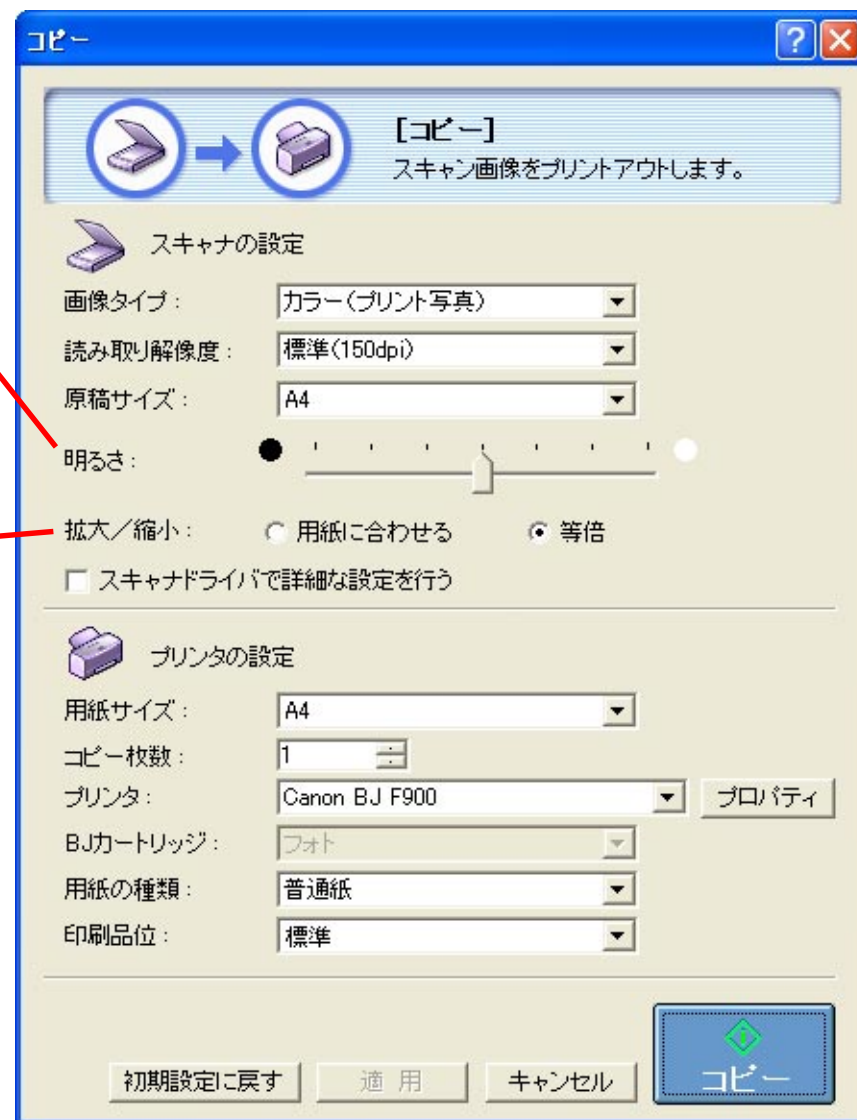 コピー
[コピー]
スキャン画像をプリントアウトします。
スキャナの設定
画像タイプ： カラー(プリント写真)
読み取り解像度： 標準(150dpi)
原稿サイズ： A4
明るさ：
拡大／縮小： 用紙に合わせる 等倍
スキャナドライバで詳細な設定を行う
プリンタの設定
用紙サイズ： A4
コピー枚数： 1
プリンタ： Canon BJ F900 プロパティ
BJカートリッジ： フォト
用紙の種類： 普通紙
印刷品位： 標準
初期設定に戻す 適 用 キャンセル コピー